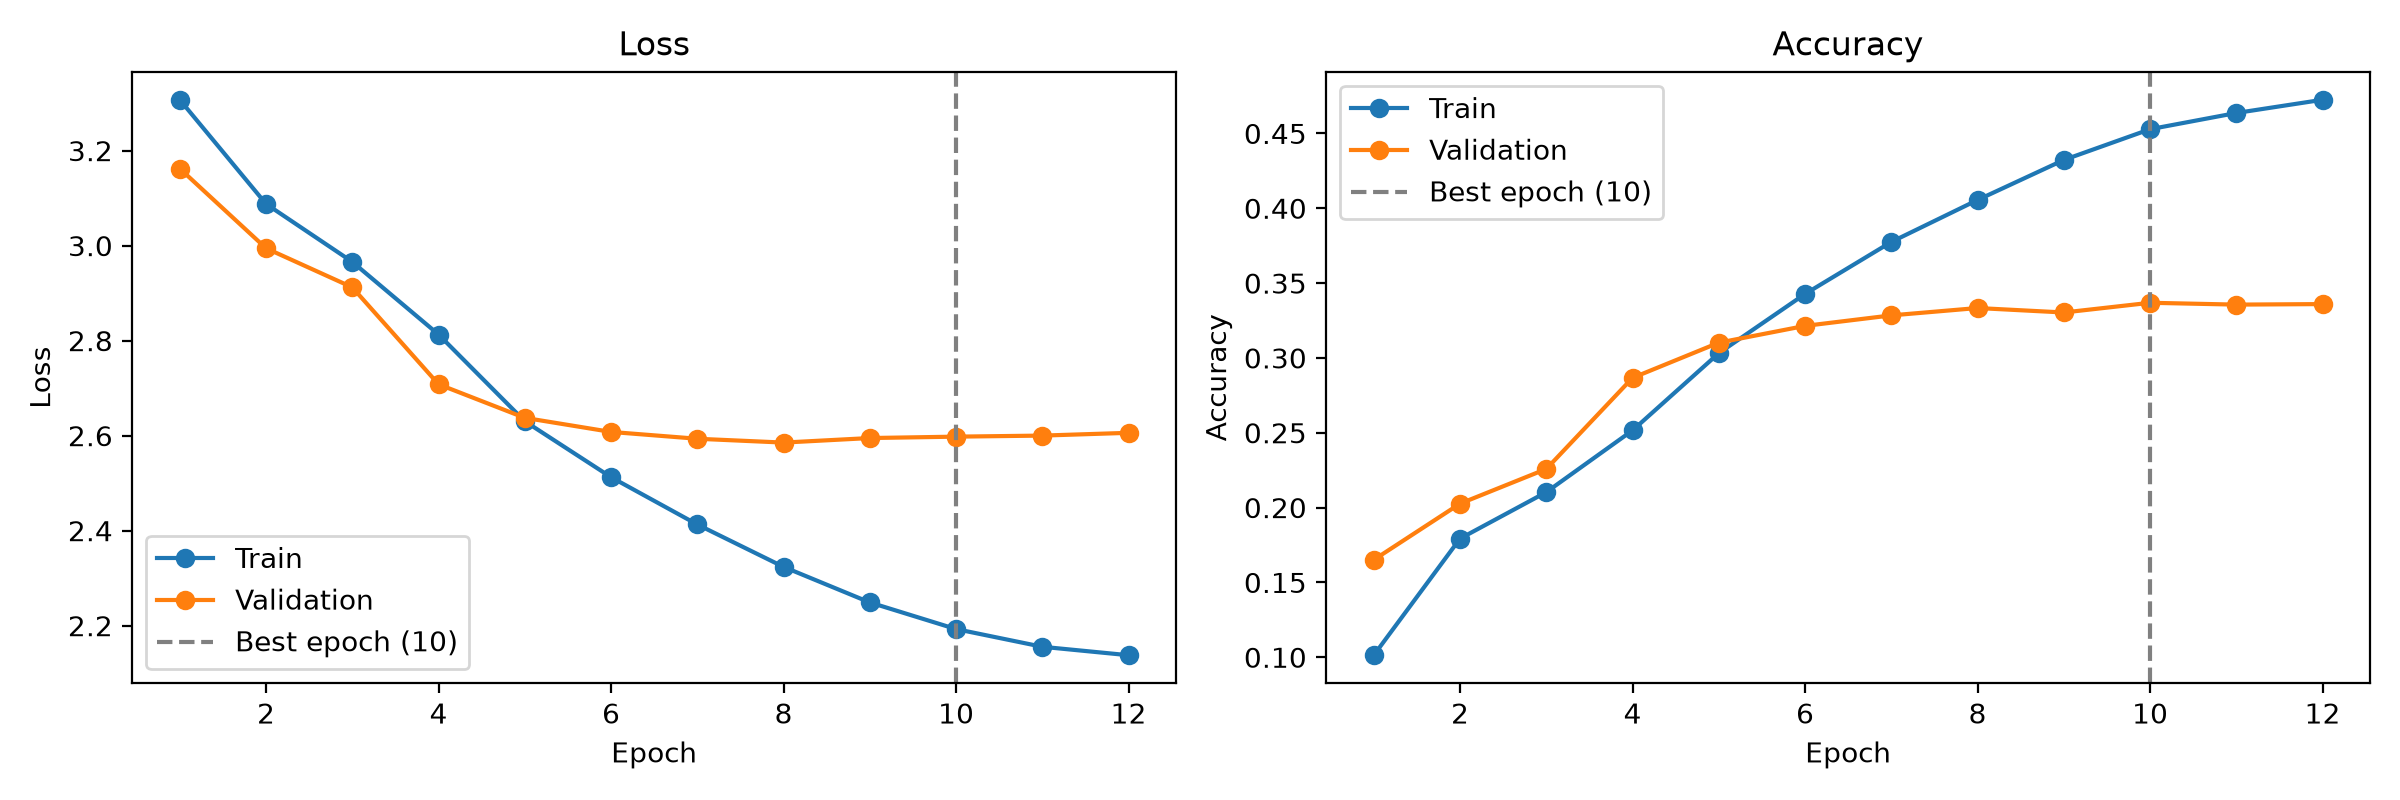 Loss
3.2
3.0
2.8
2.6
2.4
2.2
Loss
Train
Validation
Best epoch (10)
2 4 6 8 10 12
Epoch
Accuracy
0.45
0.40
0.35
0.30
0.25
0.20
0.15
0.10
Accuracy
Train
Validation
Best epoch (10)
2 4 6 8 10 12
Epoch